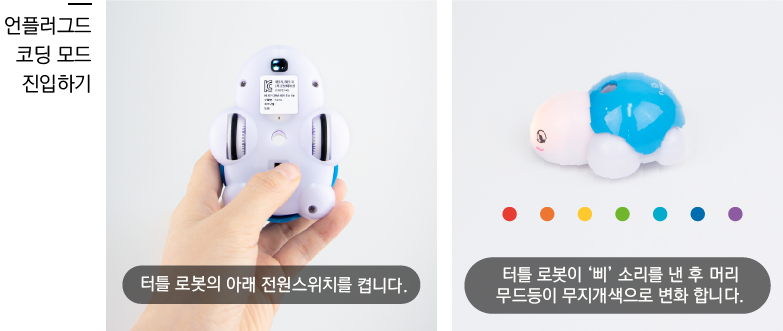 언플러그드
코딩 모드
진입하기
터틀 로봇의 아래 전원스위치를 켭니다.
터틀 로봇이 ‘삐’ 소리를 낸 후 머리
무드등이 무지개색으로 변화 합니다.